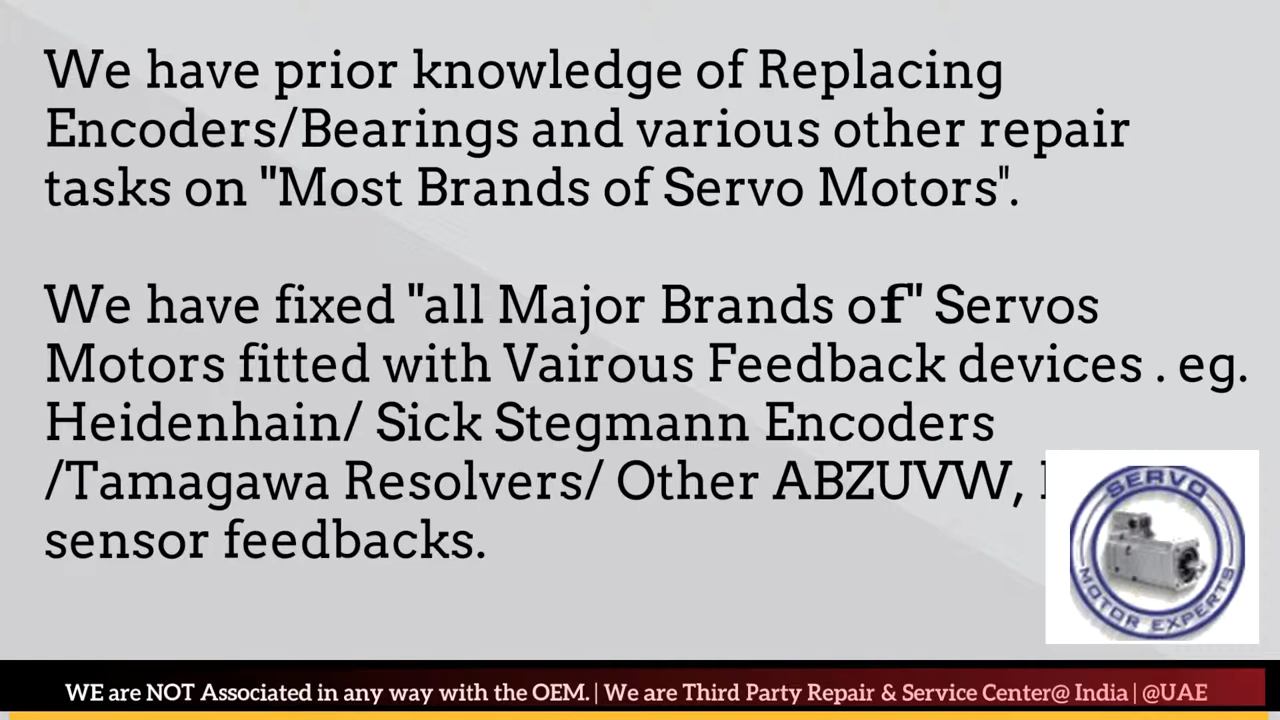 We have prior knowledge of Replacing
Encoders/Bearings and various other repair
tasks on "Most Brands of Servo Motors".
We have fixed "all Major Brands of" Servos
Motors fitted with Vairous Feedback devices . eg.
Heidenhain/ Sick Stegmann Encoders
/Tamagawa Resolvers/ Other ABZUVW,
sensor feedbacks.
SERVO
MOTOR EXPERTS
WE are NOT Associated in any way with the OEM. | We are Third Party Repair & Service Center@ India | @UAE